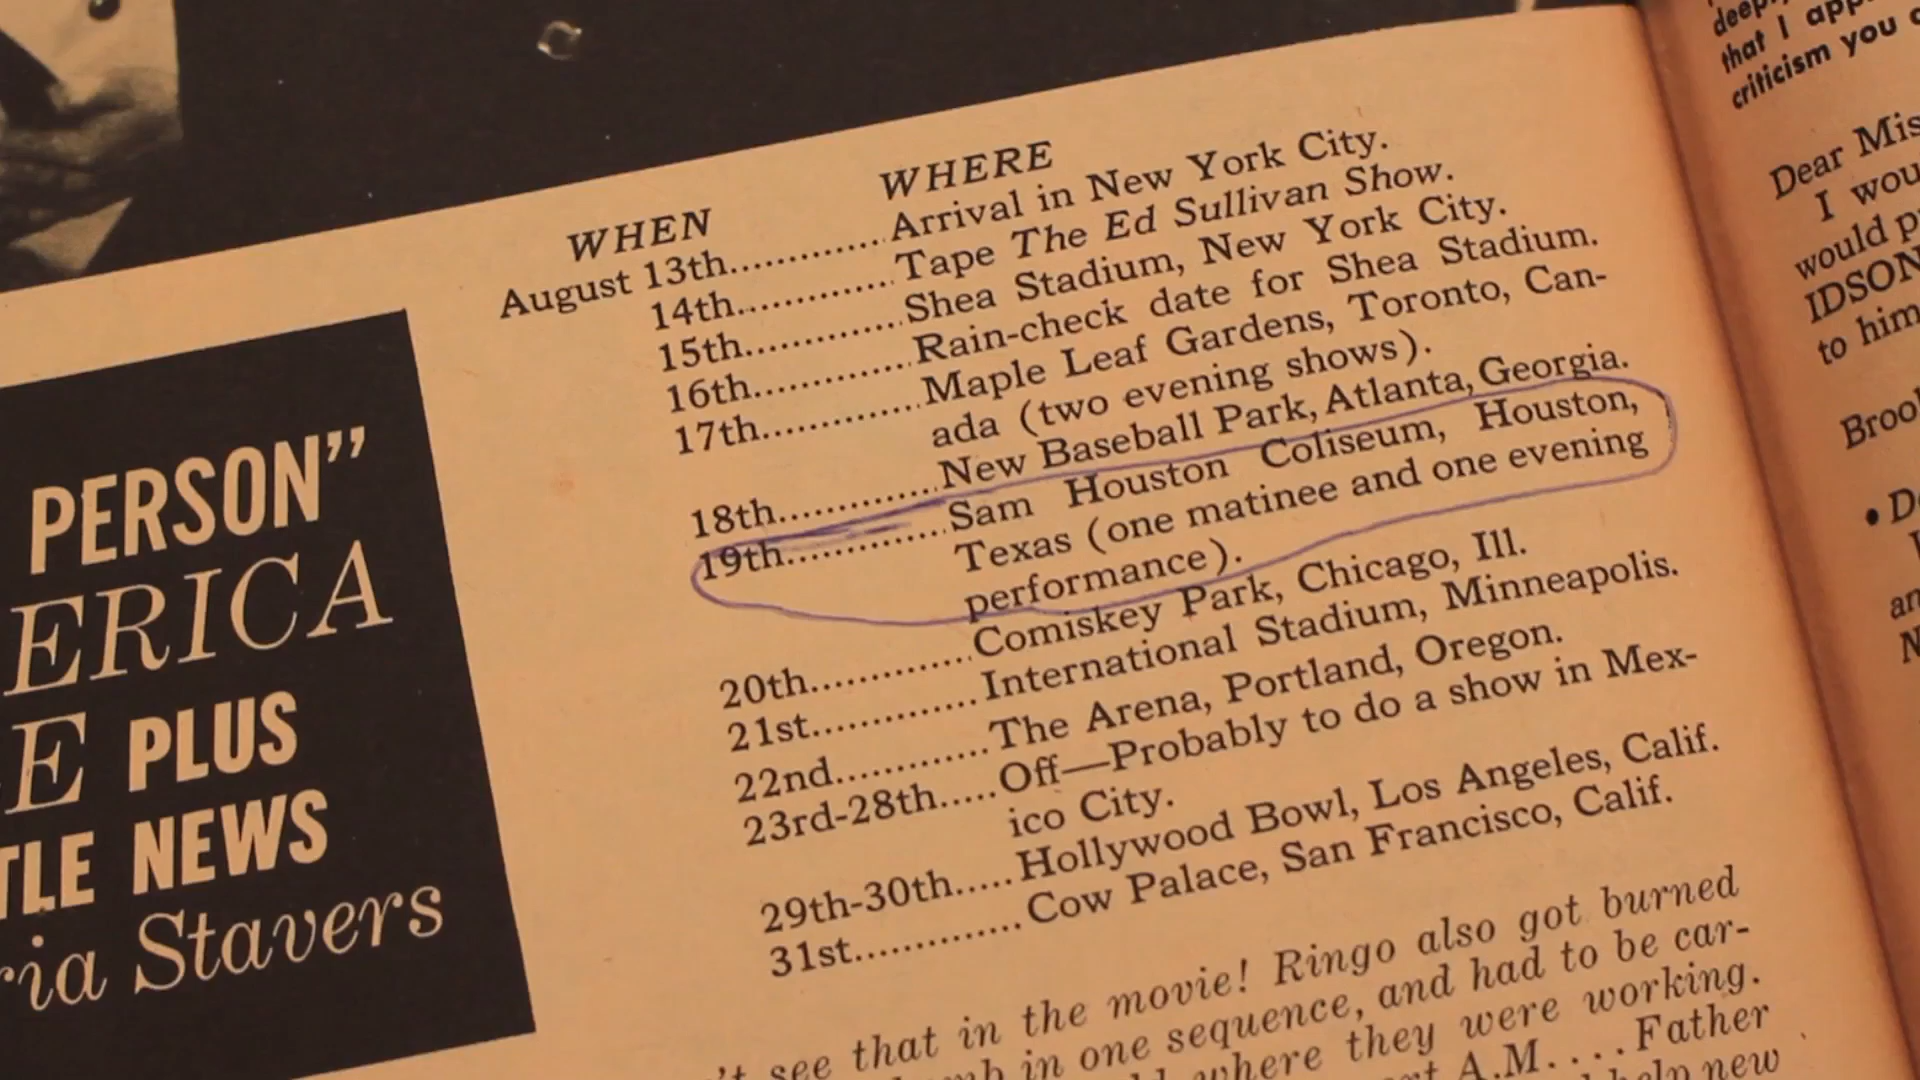 WHEN WHERE
August 13th............Arrival in New York City.
14th............Tape The Ed Sullivan Show.
15th............Shea Stadium, New York City.
16th............Rain-check date for Shea Stadium.
17th............Maple Leaf Gardens, Toronto, Can-
ada (two evening shows).
18th............New Baseball Park, Atlanta, Georgia.
19th............Sam Houston Coliseum, Houston,
Texas (one matinee and one evening
performance).
20th............Comiskey Park, Chicago, Ill.
21st............International Stadium, Minneapolis.
22nd............The Arena, Portland, Oregon.
23rd-28th.....Off—Probably to do a show in Mex-
ico City.
29th-30th.....Hollywood Bowl, Los Angeles, Calif.
31st............Cow Palace, San Francisco, Calif.
see that in the movie! Ringo also got burned
in one sequence, and had to be car-
where they were working.
A.M. . . . Father
new
PERSON"
ERICA
E PLUS
TLE NEWS
ria Stavers
deep
that I app
criticism you
Dear Mis
I wou
would p
IDSON
to him
Brook
• D
an
N